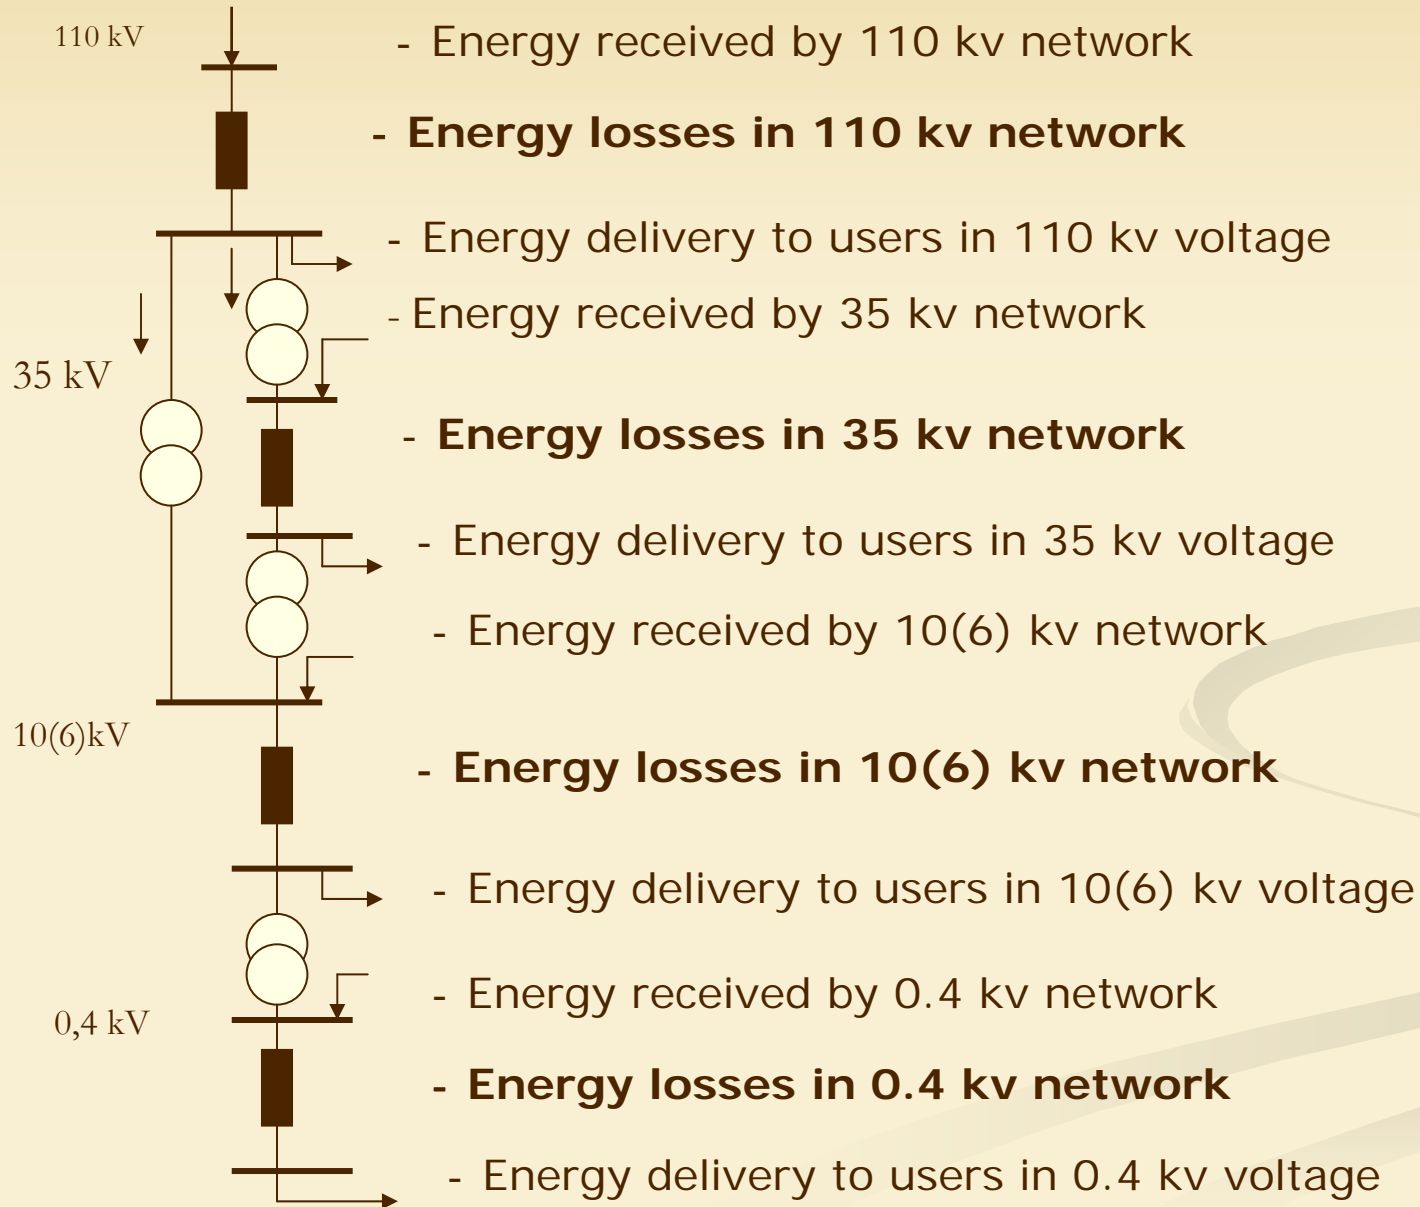 110 kV
- Energy received by 110 kv network
- Energy losses in 110 kv network
- Energy delivery to users in 110 kv voltage
- Energy received by 35 kv network
35 kV
- Energy losses in 35 kv network
- Energy delivery to users in 35 kv voltage
- Energy received by 10(6) kv network
10(6)kV
- Energy losses in 10(6) kv network
- Energy delivery to users in 10(6) kv voltage
- Energy received by 0.4 kv network
0,4 kV
- Energy losses in 0.4 kv network
- Energy delivery to users in 0.4 kv voltage